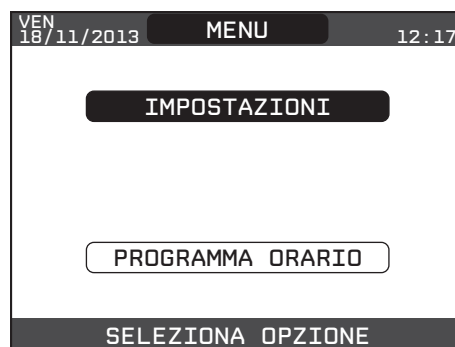 VEN
18/11/2013 MENU 12:17
IMPOSTAZIONI
PROGRAMMA ORARIO
SELEZIONA OPZIONE